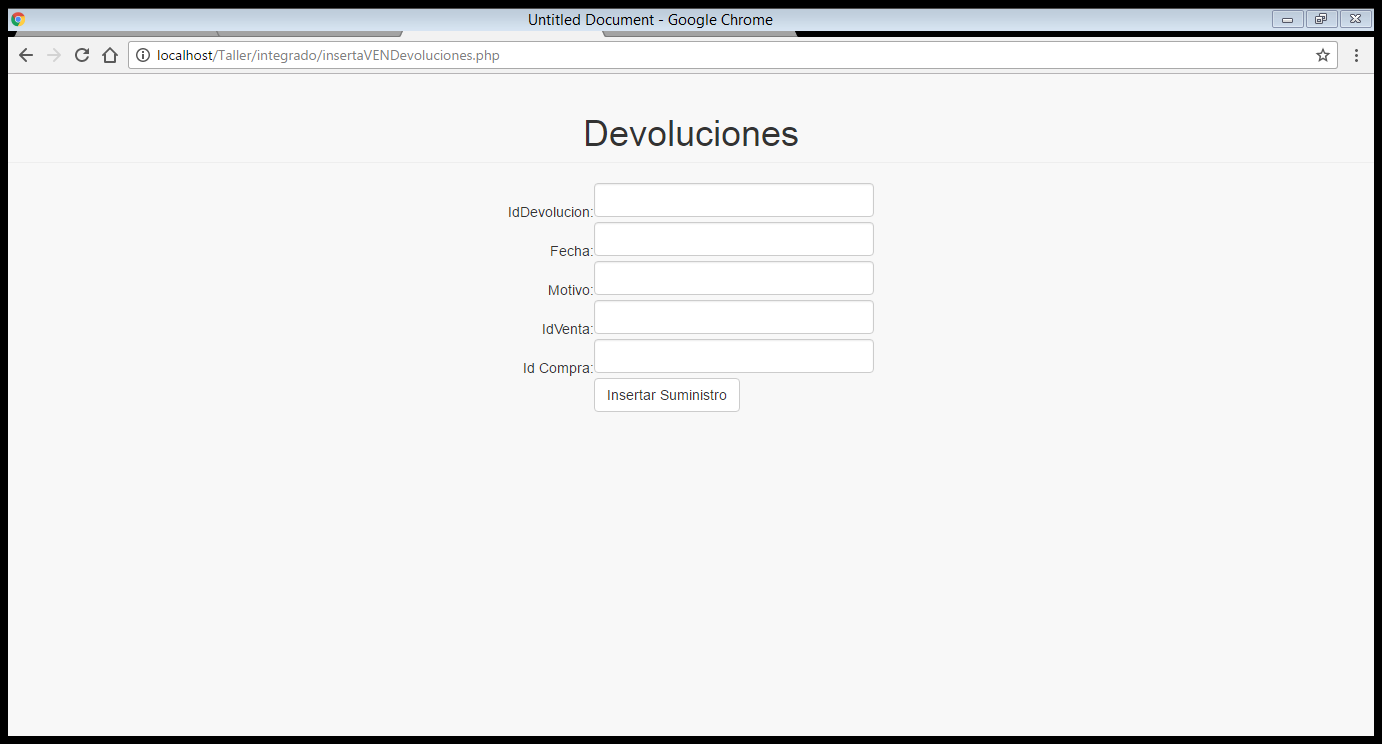 Untitled Document - Google Chrome
localhost/Taller/integrado/insertaVENDevoluciones.php
Devoluciones
IdDevolucion:
Fecha:
Motivo:
IdVenta:
Id Compra:
Insertar Suministro